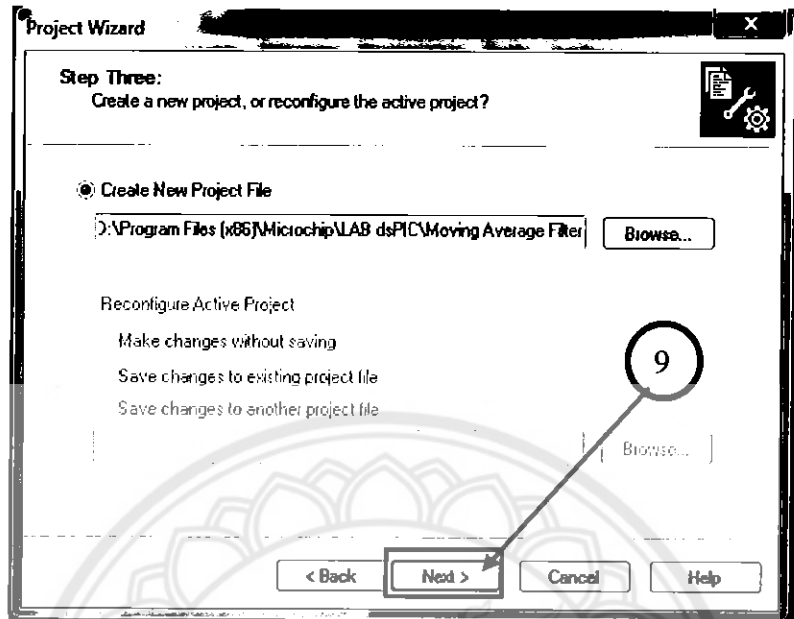 Project Wizard
X
Step Three:
Create a new project, or reconfigure the active project?
Create New Project File
):\Program Files (x86)\Microchip\LAB dsPIC\Moving Average Filter
Browse...
Reconfigure Active Project
Make changes without saving
9
Save changes to existing project file
Save changes to another project file
Browse...
< Back
Next >
Cancel
Help